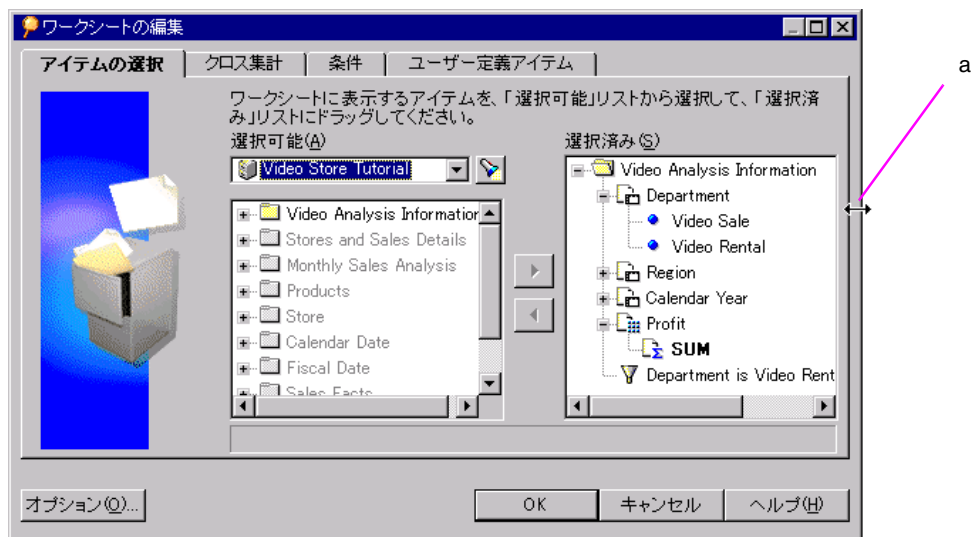 ワークシートの編集
アイテムの選択 クロス集計 条件 ユーザー定義アイテム
a
ワークシートに表示するアイテムを、「選択可能」リストから選択して、「選択済
み」リストにドラッグしてください。
選択可能(A)
選択済み(S)
Video Store Tutorial
Video Analysis Information
Stores and Sales Details
Monthly Sales Analysis
Products
Store
Calendar Date
Fiscal Date
Sales Facts
Video Analysis Information
Department
Video Sale
Video Rental
Region
Calendar Year
Profit
SUM
Department is Video Rent
オプション(O)...
OK
キャンセル
ヘルプ(H)